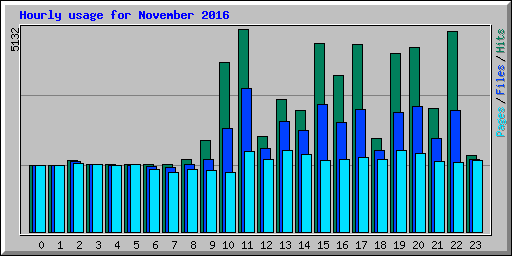 Hourly usage for November 2016
5132
Pages / Files / Hits
0 1 2 3 4 5 6 7 8 9 10 11 12 13 14 15 16 17 18 19 20 21 22 23